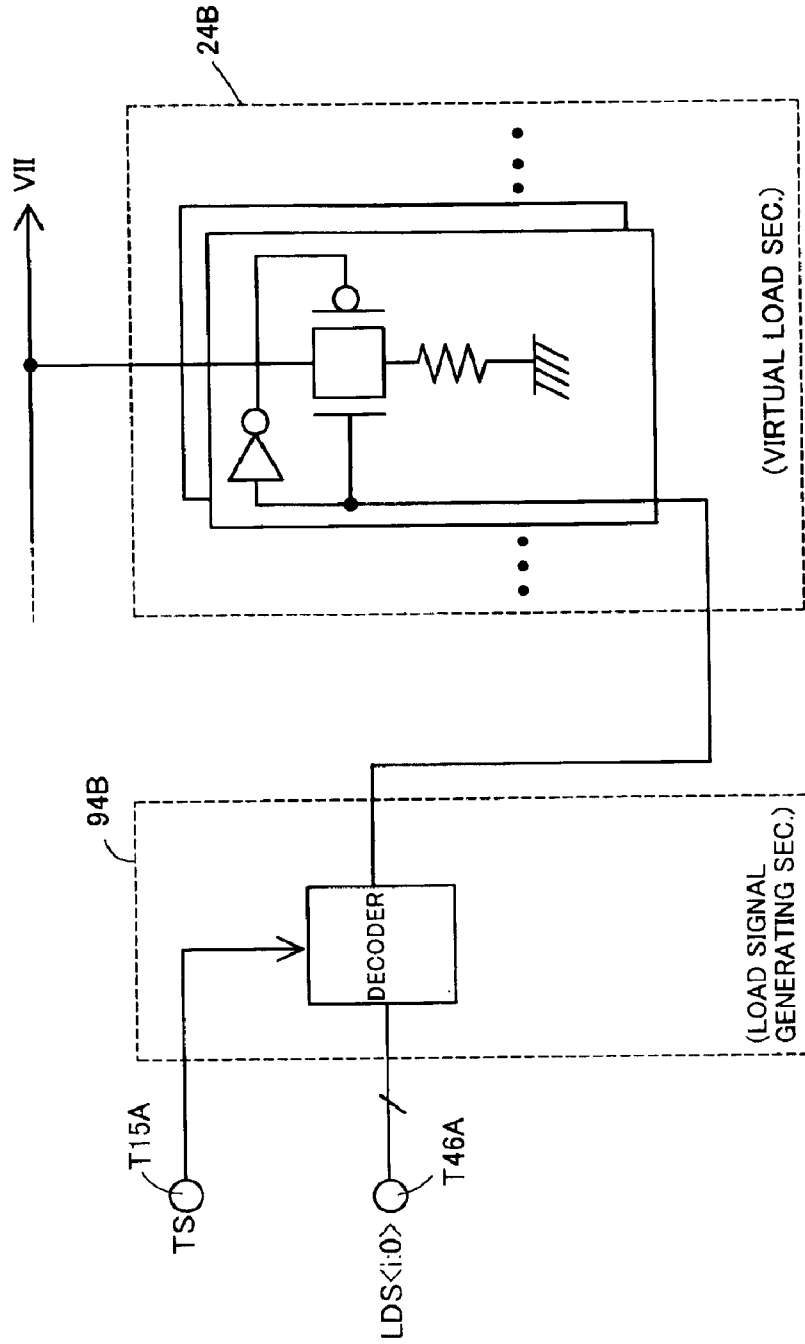 TS
T15A
LDS<i:0>
T46A
94B
DECODER
(LOAD SIGNAL
GENERATING SEC.)
VII
24B
(VIRTUAL LOAD SEC.)